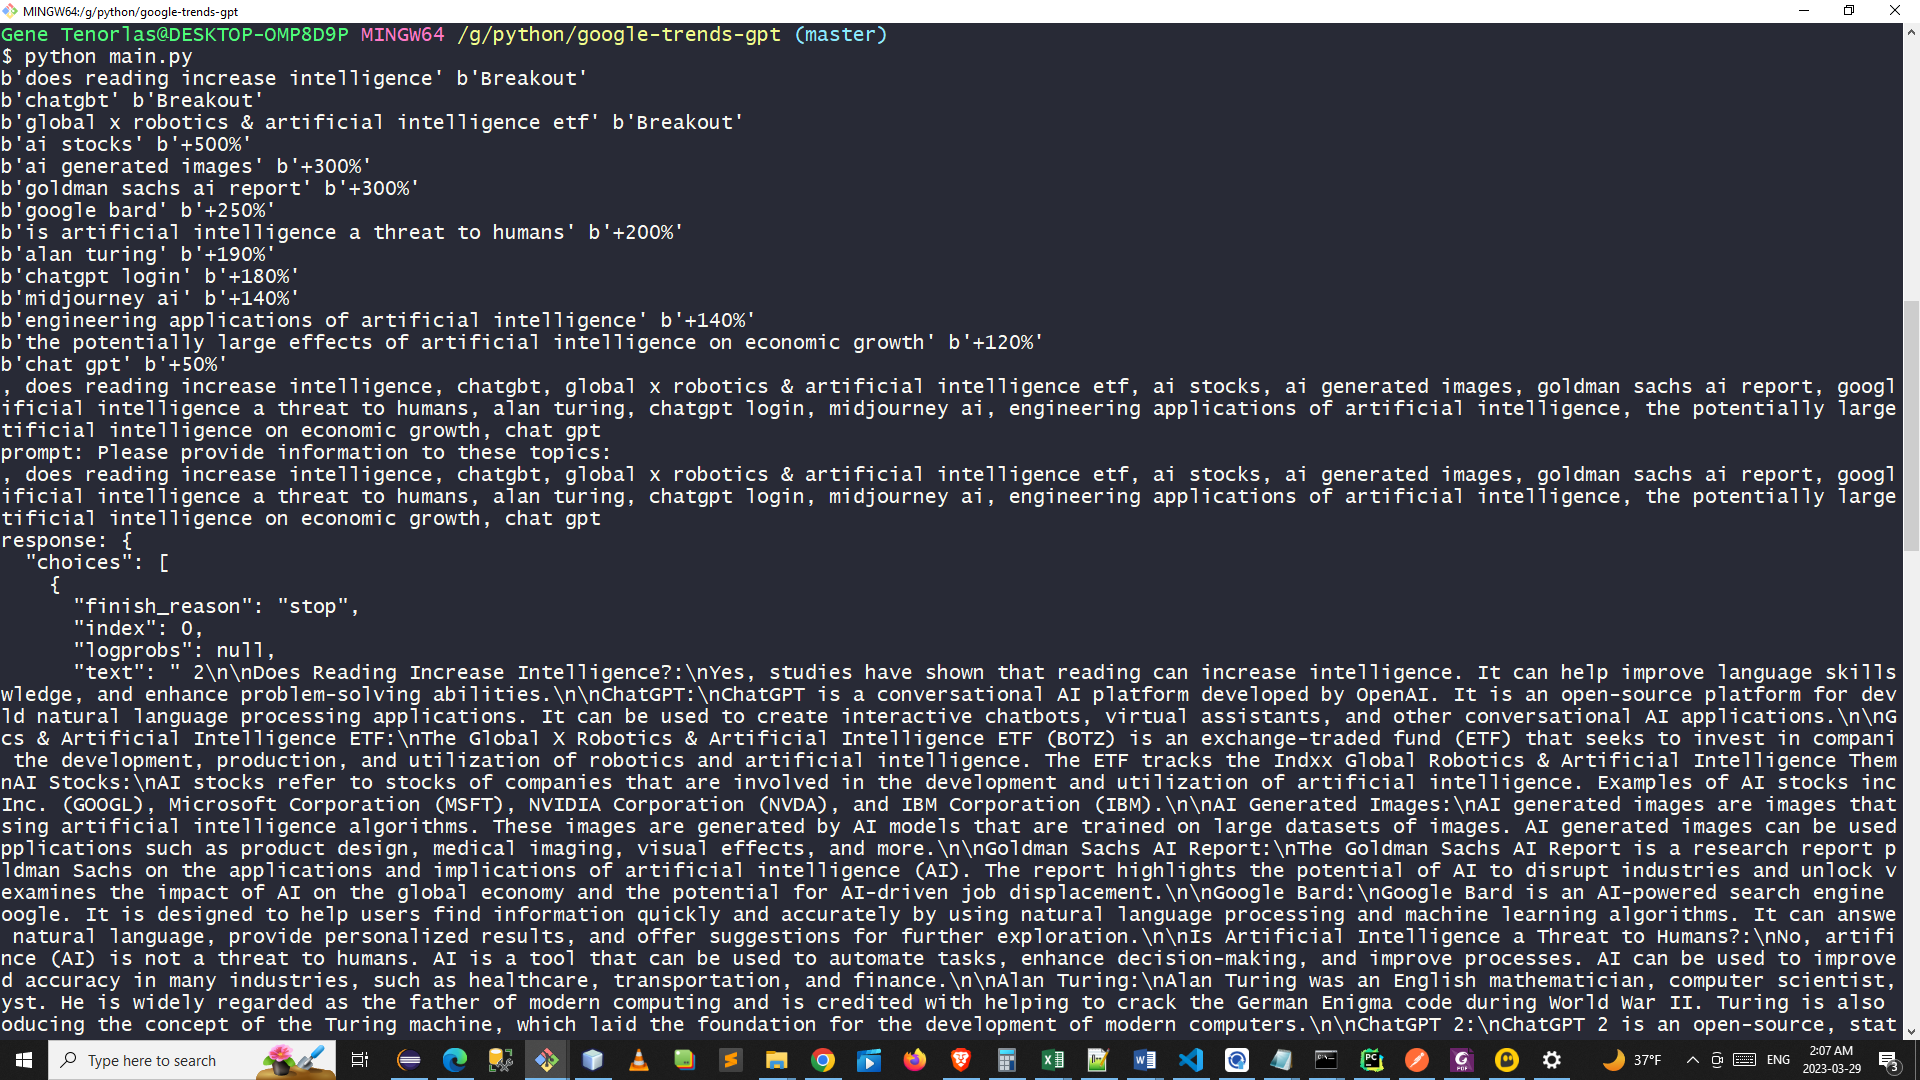 MINGW64:/g/python/google-trends-gpt
Gene Tenorlas@DESKTOP-OMP8D9P MINGW64 /g/python/google-trends-gpt (master)
$ python main.py
b'does reading increase intelligence' b'Breakout'
b'chatgbt' b'Breakout'
b'global x robotics & artificial intelligence etf' b'Breakout'
b'ai stocks' b'+500%'
b'ai generated images' b'+300%'
b'goldman sachs ai report' b'+300%'
b'google bard' b'+250%'
b'is artificial intelligence a threat to humans' b'+200%'
b'alan turing' b'+190%'
b'chatgpt login' b'+180%'
b'midjourney ai' b'+140%'
b'engineering applications of artificial intelligence' b'+140%'
b'the potentially large effects of artificial intelligence on economic growth' b'+120%'
b'chat gpt' b'+50%'
, does reading increase intelligence, chatgbt, global x robotics & artificial intelligence etf, ai stocks, ai generated images, goldman sachs ai report, googl
ificial intelligence a threat to humans, alan turing, chatgpt login, midjourney ai, engineering applications of artificial intelligence, the potentially large
tificial intelligence on economic growth, chat gpt
prompt: Please provide information to these topics:
, does reading increase intelligence, chatgbt, global x robotics & artificial intelligence etf, ai stocks, ai generated images, goldman sachs ai report, googl
ificial intelligence a threat to humans, alan turing, chatgpt login, midjourney ai, engineering applications of artificial intelligence, the potentially large
tificial intelligence on economic growth, chat gpt
response: {
  "choices": [
    {
      "finish_reason": "stop",
      "index": 0,
      "logprobs": null,
      "text": " 2\n\nDoes Reading Increase Intelligence?:\nYes, studies have shown that reading can increase intelligence. It can help improve language skills
wledge, and enhance problem-solving abilities.\n\nChatGPT:\nChatGPT is a conversational AI platform developed by OpenAI. It is an open-source platform for dev
ld natural language processing applications. It can be used to create interactive chatbots, virtual assistants, and other conversational AI applications.\n\nG
cs & Artificial Intelligence ETF:\nThe Global X Robotics & Artificial Intelligence ETF (BOTZ) is an exchange-traded fund (ETF) that seeks to invest in compani
 the development, production, and utilization of robotics and artificial intelligence. The ETF tracks the Indxx Global Robotics & Artificial Intelligence Them
nAI Stocks:\nAI stocks refer to stocks of companies that are involved in the development and utilization of artificial intelligence. Examples of AI stocks inc
Inc. (GOOGL), Microsoft Corporation (MSFT), NVIDIA Corporation (NVDA), and IBM Corporation (IBM).\n\nAI Generated Images:\nAI generated images are images that
sing artificial intelligence algorithms. These images are generated by AI models that are trained on large datasets of images. AI generated images can be used
pplications such as product design, medical imaging, visual effects, and more.\n\nGoldman Sachs AI Report:\nThe Goldman Sachs AI Report is a research report p
ldman Sachs on the applications and implications of artificial intelligence (AI). The report highlights the potential of AI to disrupt industries and unlock v
examines the impact of AI on the global economy and the potential for AI-driven job displacement.\n\nGoogle Bard:\nGoogle Bard is an AI-powered search engine
oogle. It is designed to help users find information quickly and accurately by using natural language processing and machine learning algorithms. It can answe
 natural language, provide personalized results, and offer suggestions for further exploration.\n\nIs Artificial Intelligence a Threat to Humans?:\nNo, artifi
nce (AI) is not a threat to humans. AI is a tool that can be used to automate tasks, enhance decision-making, and improve processes. AI can be used to improve
d accuracy in many industries, such as healthcare, transportation, and finance.\n\nAlan Turing:\nAlan Turing was an English mathematician, computer scientist,
yst. He is widely regarded as the father of modern computing and is credited with helping to crack the German Enigma code during World War II. Turing is also
oducing the concept of the Turing machine, which laid the foundation for the development of modern computers.\n\nChatGPT 2:\nChatGPT 2 is an open-source, stat
Type here to search
37°F
ENG
2:07 AM
2023-03-29
3